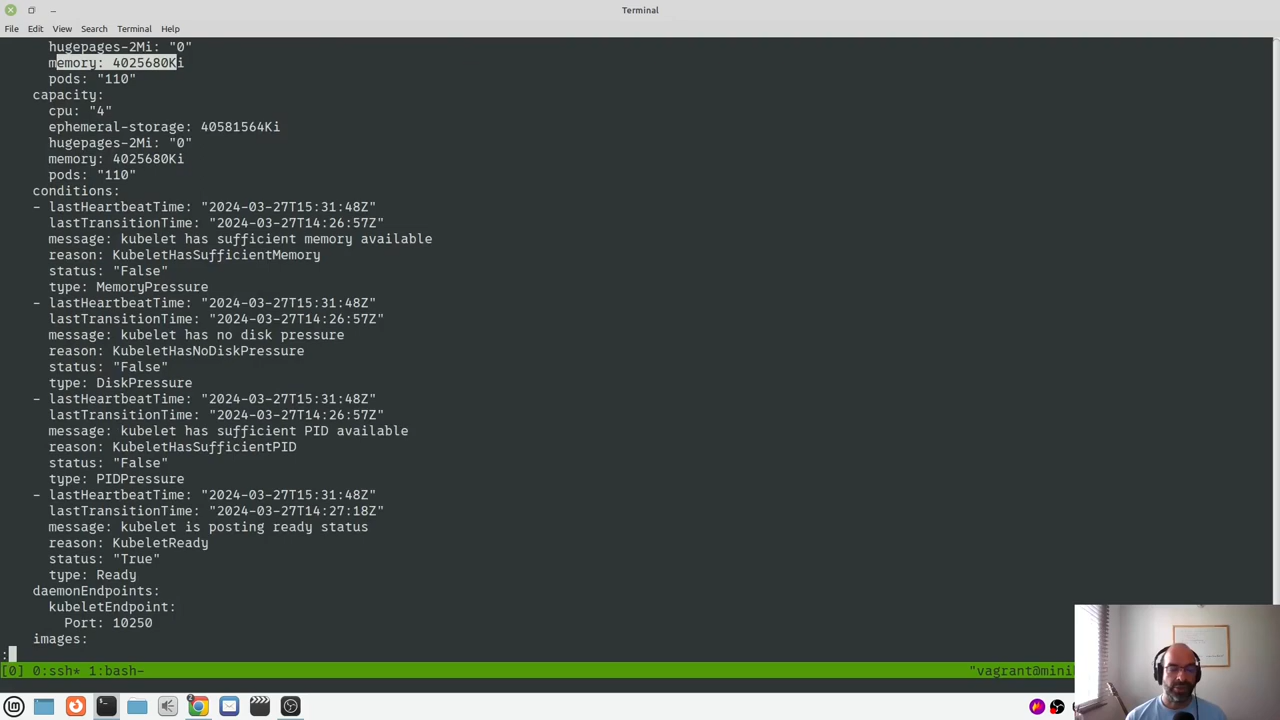 Terminal
File Edit View Search Terminal Help
hugepages-2Mi: "0"
memory: 4025680Ki
pods: "110"
capacity:
cpu: "4"
ephemeral-storage: 40581564Ki
hugepages-2Mi: "0"
memory: 4025680Ki
pods: "110"
conditions:
- lastHeartbeatTime: "2024-03-27T15:31:48Z"
lastTransitionTime: "2024-03-27T14:26:57Z"
message: kubelet has sufficient memory available
reason: KubeletHasSufficientMemory
status: "False"
type: MemoryPressure
- lastHeartbeatTime: "2024-03-27T15:31:48Z"
lastTransitionTime: "2024-03-27T14:26:57Z"
message: kubelet has no disk pressure
reason: KubeletHasNoDiskPressure
status: "False"
type: DiskPressure
- lastHeartbeatTime: "2024-03-27T15:31:48Z"
lastTransitionTime: "2024-03-27T14:26:57Z"
message: kubelet has sufficient PID available
reason: KubeletHasSufficientPID
status: "False"
type: PIDPressure
- lastHeartbeatTime: "2024-03-27T15:31:48Z"
lastTransitionTime: "2024-03-27T14:27:18Z"
message: kubelet is posting ready status
reason: KubeletReady
status: "True"
type: Ready
daemonEndpoints:
kubeletEndpoint:
Port: 10250
images:
:
[0] 0:ssh* 1:bash- "vagrant@mini